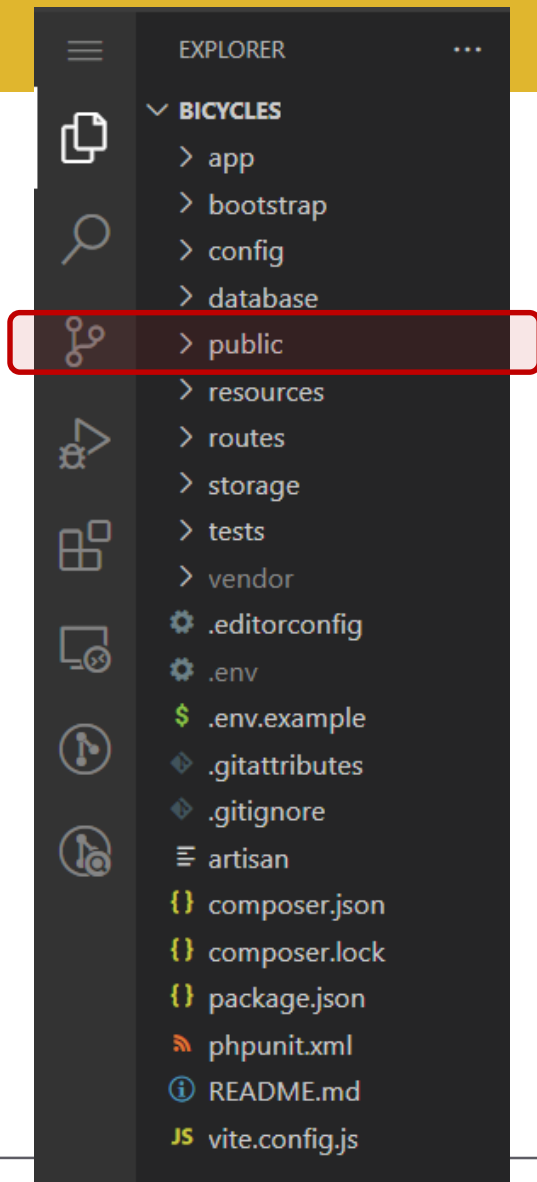 EXPLORER
BICYCLES
app
bootstrap
config
database
public
resources
routes
storage
tests
vendor
.editorconfig
.env
.env.example
.gitattributes
.gitignore
artisan
composer.json
composer.lock
package.json
phpunit.xml
README.md
JS vite.config.js